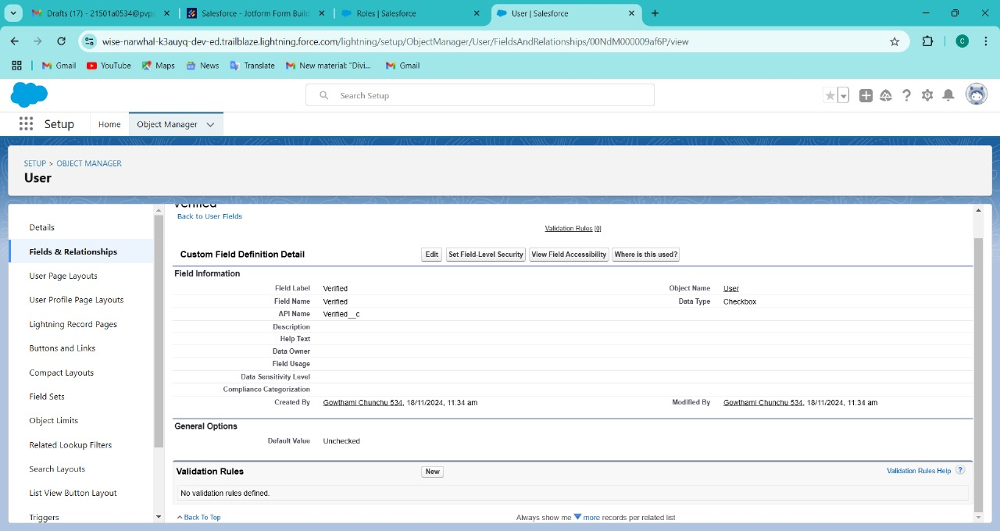 Drafts (17) - 21501a0534@pvps
Salesforce - Jotform Form Build
Roles | Salesforce
User | Salesforce
wise-narwhal-k3auyq-dev-ed.trailblaze.lightning.force.com/lightning/setup/ObjectManager/User/FieldsAndRelationships/00NdM000009af6P/view
C
Gmail
YouTube
Maps
News
Translate
New material: "Divi...
Gmail
Search Setup
Setup
Home
Object Manager
SETUP > OBJECT MANAGER
User
Details
Fields & Relationships
User Page Layouts
User Profile Page Layouts
Lightning Record Pages
Buttons and Links
Compact Layouts
Field Sets
Object Limits
Related Lookup Filters
Search Layouts
List View Button Layout
Triggers
Verified
Back to User Fields
Validation Rules [0]
Custom Field Definition Detail
Edit
Set Field-Level Security
View Field Accessibility
Where is this used?
Field Information
Field Label Verified Object Name User
Field Name Verified Data Type Checkbox
API Name Verified__c
Description
Help Text
Data Owner
Field Usage
Data Sensitivity Level
Compliance Categorization
Created By Gowthami Chunchu 534, 18/11/2024, 11:34 am Modified By Gowthami Chunchu 534, 18/11/2024, 11:34 am
General Options
Default Value Unchecked
Validation Rules New Validation Rules Help ?
No validation rules defined.
Back To Top Always show me more records per related list